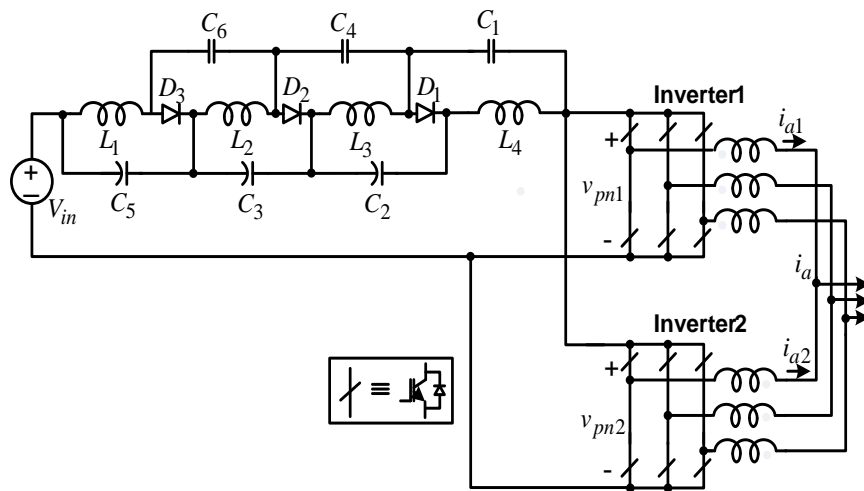 C6 C4 C1
D3 D2 D1 Inverter1
ia1
L1 L2 L3 L4
+
vpn1
-
+
-
Vin
C5 C3 C2
ia
Inverter2
ia2
+
≡
vpn2
-